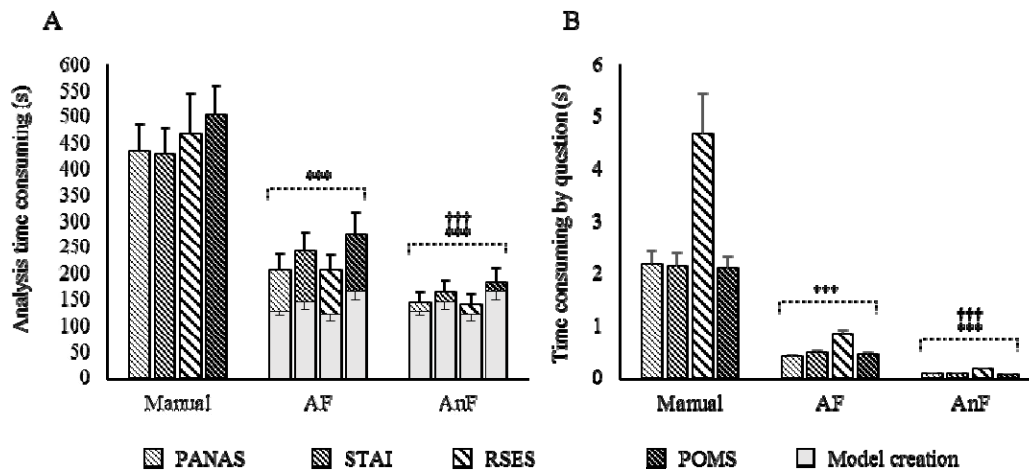 A
B
Analysis time consuming (s)
600
550
500
450
400
350
300
250
200
150
100
50
0
***
†††
***
Manual
AF
AnF
Time consuming by question (s)
6
5
4
3
2
1
0
***
†††
***
Manual
AF
AnF
PANAS STAI RSES POMS Model creation